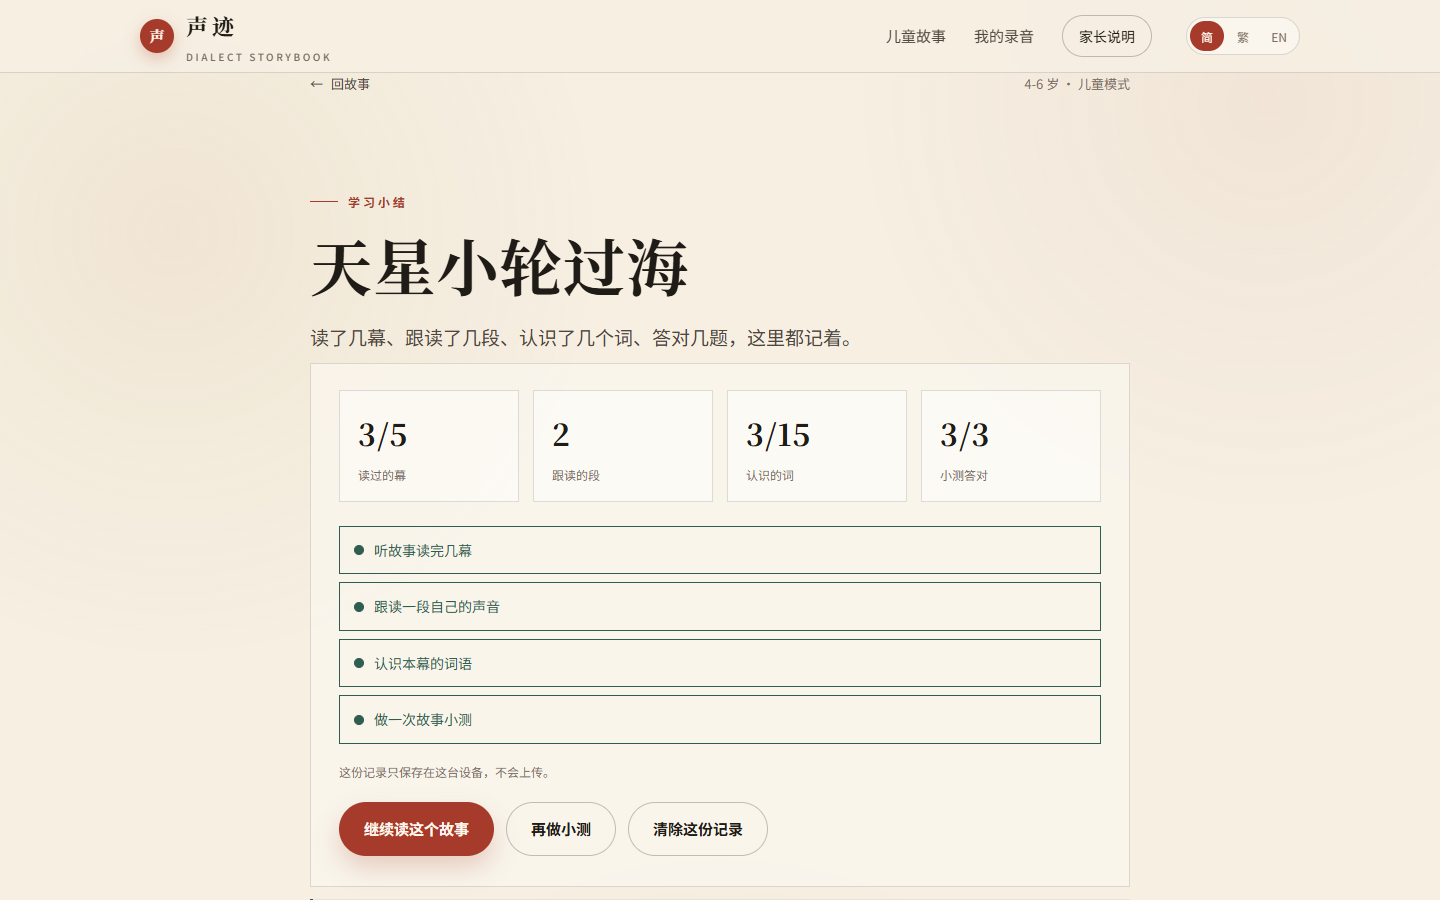 声
声迹
DIALECT STORYBOOK
儿童故事
我的录音
家长说明
简
繁
EN
← 回故事
4-6 岁 · 儿童模式
学习小结
天星小轮过海
读了几幕、跟读了几段、认识了几个词、答对几题，这里都记着。
3/5
读过的幕
2
跟读的段
3/15
认识的词
3/3
小测答对
听故事读完几幕
跟读一段自己的声音
认识本幕的词语
做一次故事小测
这份记录只保存在这台设备，不会上传。
继续读这个故事
再做小测
清除这份记录